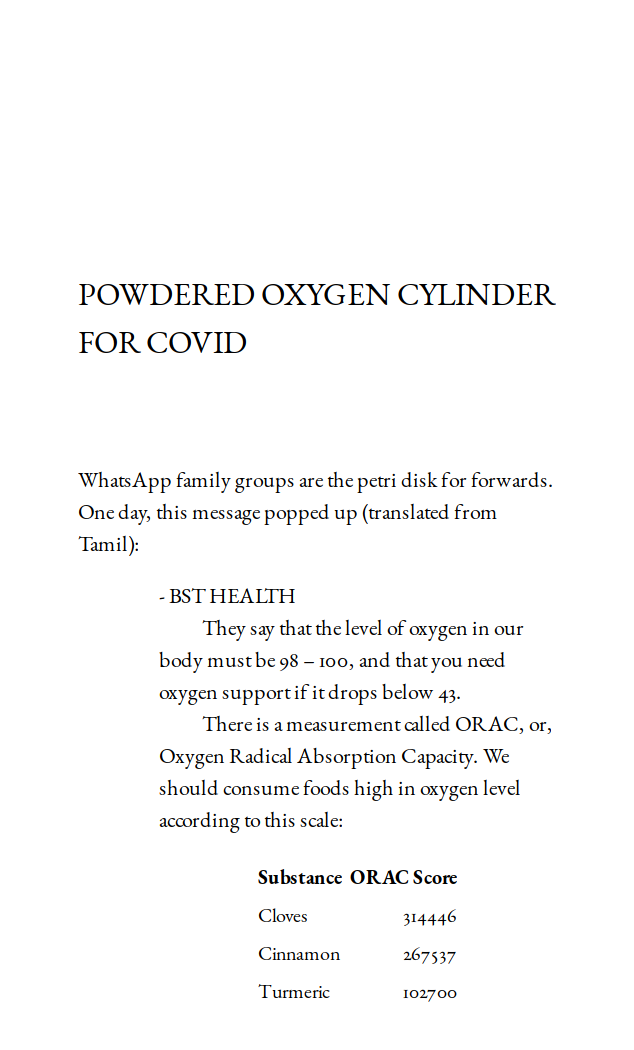 POWDERED OXYGEN CYLINDER
FOR COVID
WhatsApp family groups are the petri disk for forwards.
One day, this message popped up (translated from
Tamil):
- BST HEALTH
They say that the level of oxygen in our
body must be 98 – 100, and that you need
oxygen support if it drops below 43.
There is a measurement called ORAC, or,
Oxygen Radical Absorption Capacity. We
should consume foods high in oxygen level
according to this scale:
Substance ORAC Score
Cloves 314446
Cinnamon 267537
Turmeric 102700